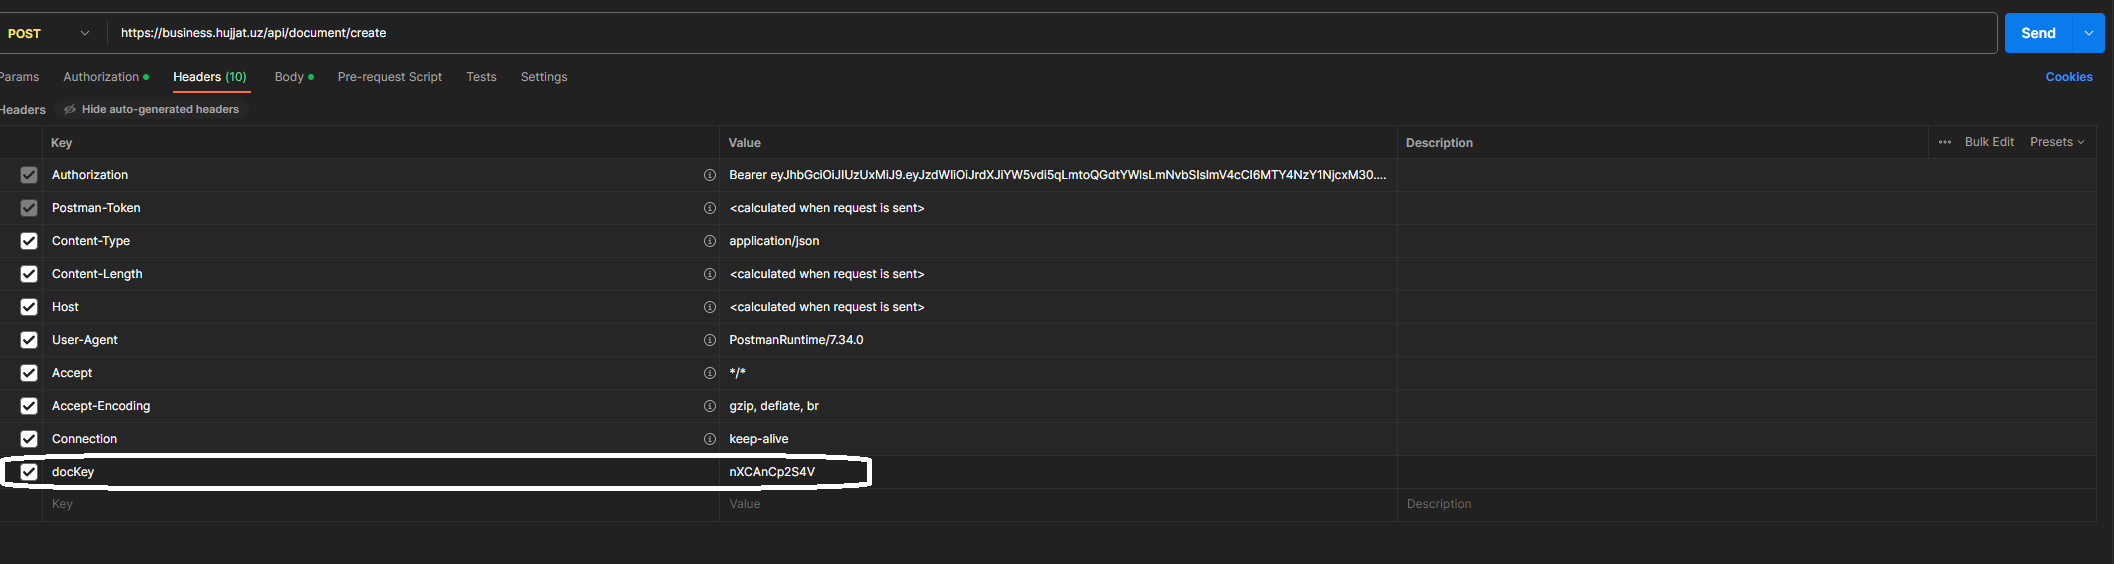 POST https://business.hujjat.uz/api/document/create Send
Params Authorization Headers (10) Body Pre-request Script Tests Settings Cookies
Headers Hide auto-generated headers
Key Value Description ••• Bulk Edit Presets
Authorization Bearer eyJhbGciOiJIUzUxMiJ9.eyJzdWIiOiJrdXJiYW5vdi5qLmtoQGdtYWlsLmNvbSIsImV4cCI6MTY4NzY1NjcxM30....
Postman-Token <calculated when request is sent>
Content-Type application/json
Content-Length <calculated when request is sent>
Host <calculated when request is sent>
User-Agent PostmanRuntime/7.34.0
Accept */*
Accept-Encoding gzip, deflate, br
Connection keep-alive
docKey nXCAnCp2S4V
Key Value Description